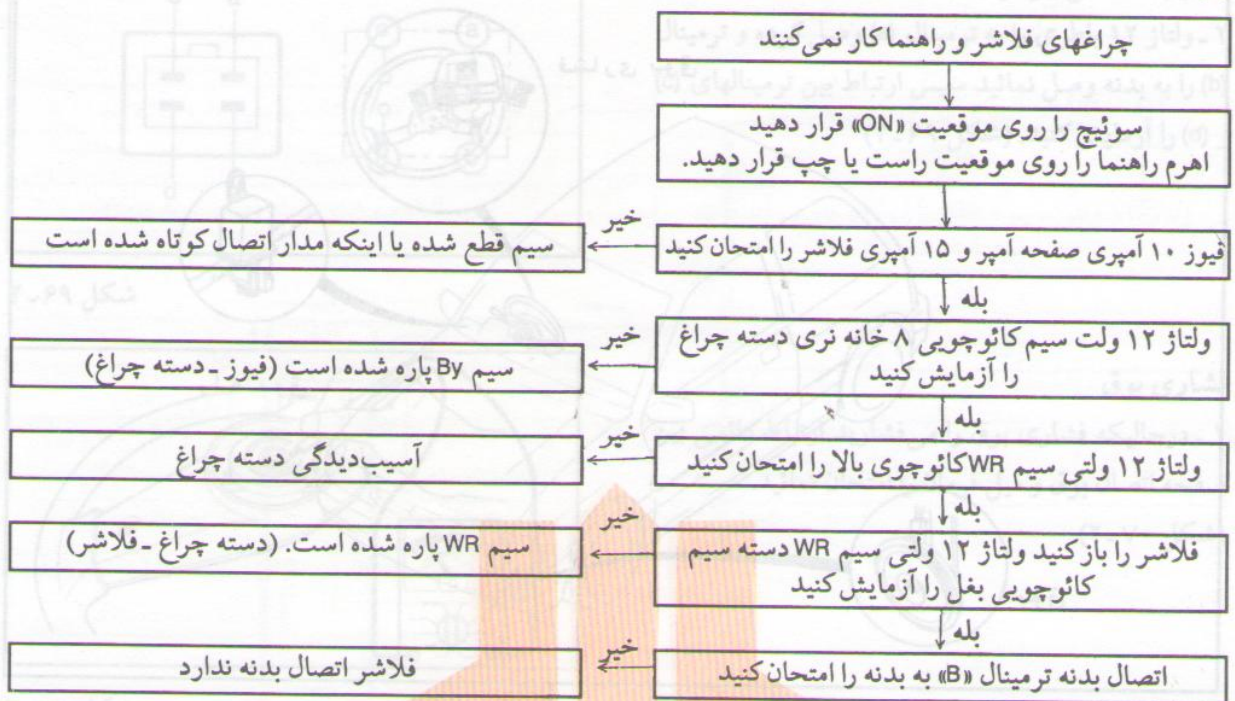 چراغهای فلاشر و راهنما کار نمی‌کنند
سوئیچ را روی موقعیت «ON» قرار دهید
اهرم راهنما را روی موقعیت راست یا چپ قرار دهید.
فیوز ۱۰ آمپری صفحه آمپر و ۱۵ آمپری فلاشر را امتحان کنید
خیر
سیم قطع شده یا اینکه مدار اتصال کوتاه شده است
بله
ولتاژ ۱۲ ولت سیم کائوچویی ۸ خانه نری دسته چراغ
را آزمایش کنید
خیر
سیم By پاره شده است (فیوز - دسته چراغ)
بله
ولتاژ ۱۲ ولتی سیم WR کائوچوی بالا را امتحان کنید
خیر
آسیب‌دیدگی دسته چراغ
بله
فلاشر را باز کنید ولتاژ ۱۲ ولتی سیم WR دسته سیم
کائوچویی بغل را آزمایش کنید
خیر
سیم WR پاره شده است. (دسته چراغ - فلاشر)
بله
اتصال بدنه ترمینال «B» به بدنه را امتحان کنید
خیر
فلاشر اتصال بدنه ندارد